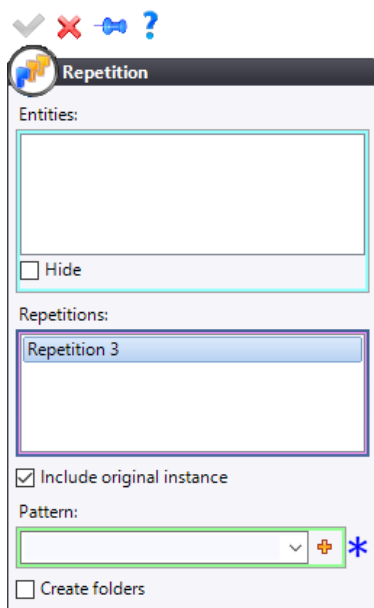 Repetition
Entities:
Hide
Repetitions:
Repetition 3
Include original instance
Pattern:
Create folders